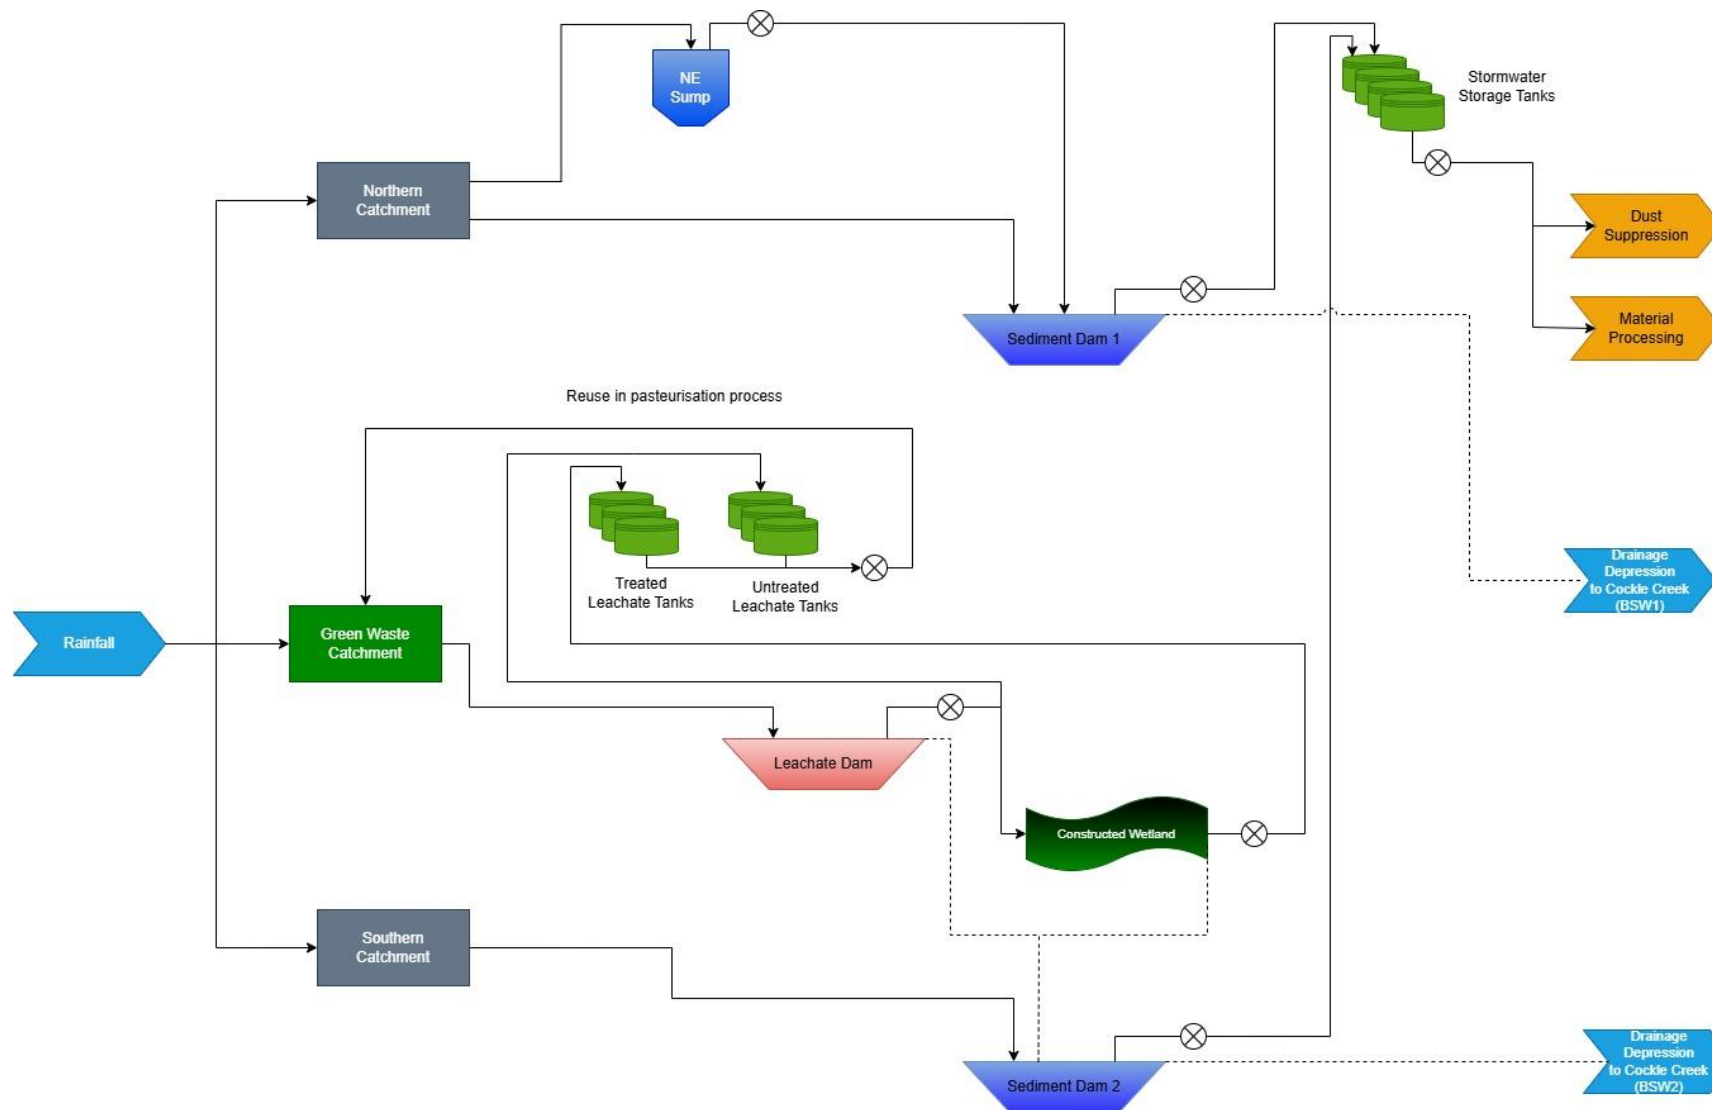 NE
Sump
Stormwater
Storage Tanks
Northern
Catchment
Dust
Suppression
Sediment Dam 1
Material
Processing
Reuse in pasteurisation process
Treated
Leachate Tanks
Untreated
Leachate Tanks
Drainage
Depression
to Cockle Creek
(BSW1)
Rainfall
Green Waste
Catchment
Leachate Dam
Constructed Wetland
Southern
Catchment
Sediment Dam 2
Drainage
Depression
to Cockle Creek
(BSW2)